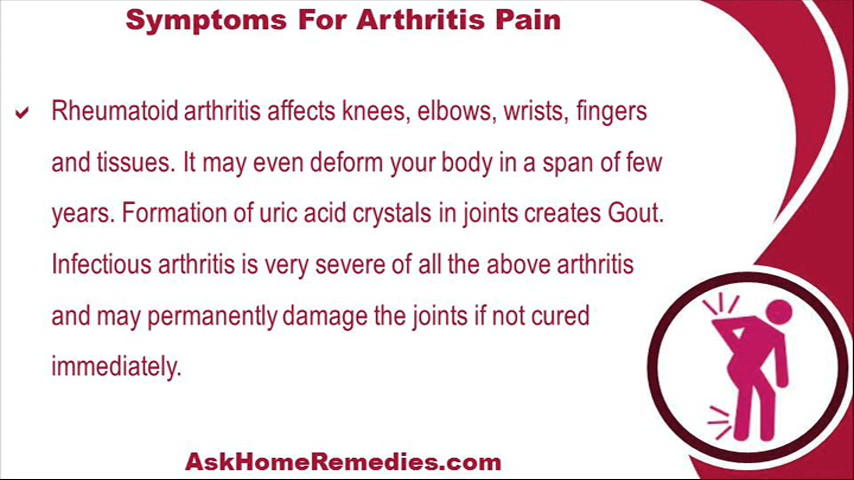 Symptoms For Arthritis Pain
Rheumatoid arthritis affects knees, elbows, wrists, fingers
and tissues. It may even deform your body in a span of few
years. Formation of uric acid crystals in joints creates Gout.
Infectious arthritis is very severe of all the above arthritis
and may permanently damage the joints if not cured
immediately.
AskHomeRemedies.com